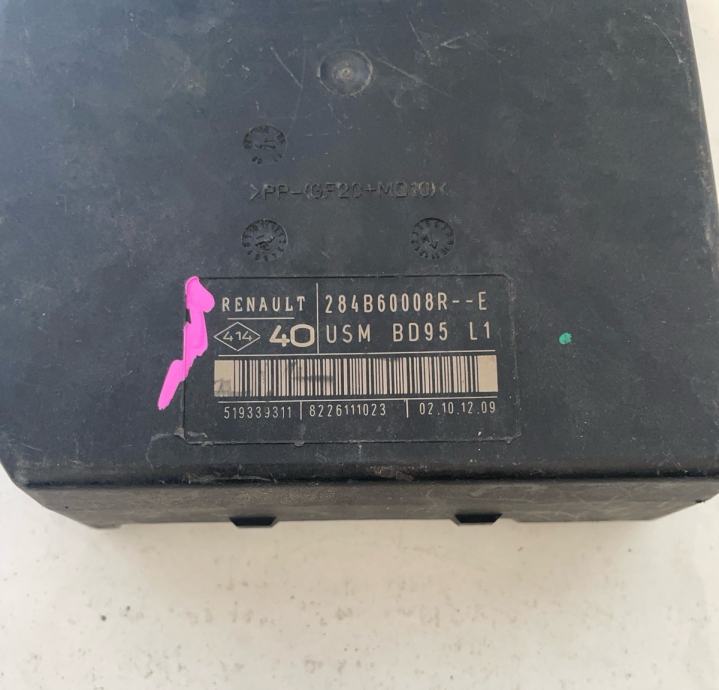 >PP-(GF20+MD10)<
RENAULT 284B60008R--E
414 40 USM BD95 L1
519339311 8226111023 02.10.12.09